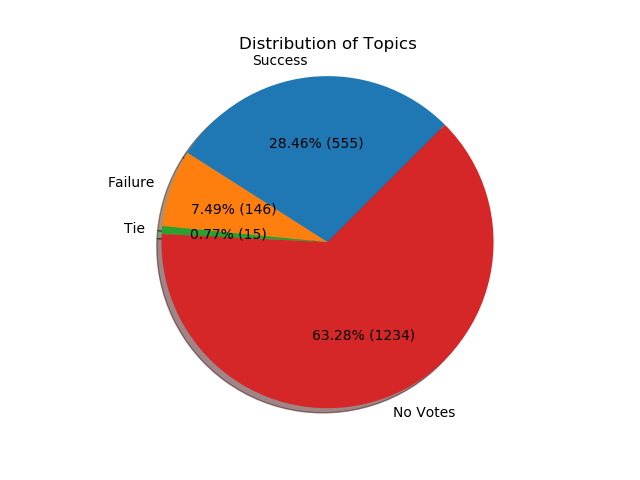 Distribution of Topics
Success
28.46% (555)
Failure
7.49% (146)
Tie
0.77% (15)
63.28% (1234)
No Votes